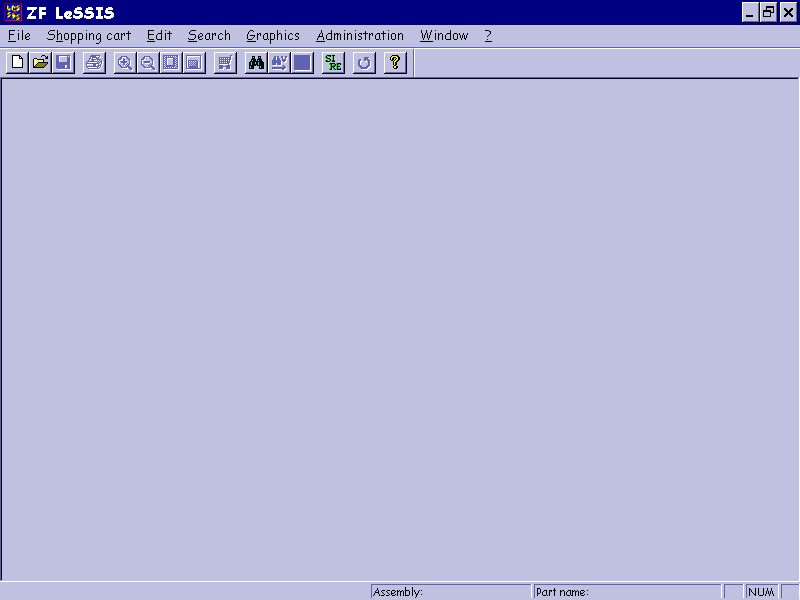 ZF LeSSIS
File Shopping cart Edit Search Graphics Administration Window ?
SI RE ?
Assembly: Part name: NUM